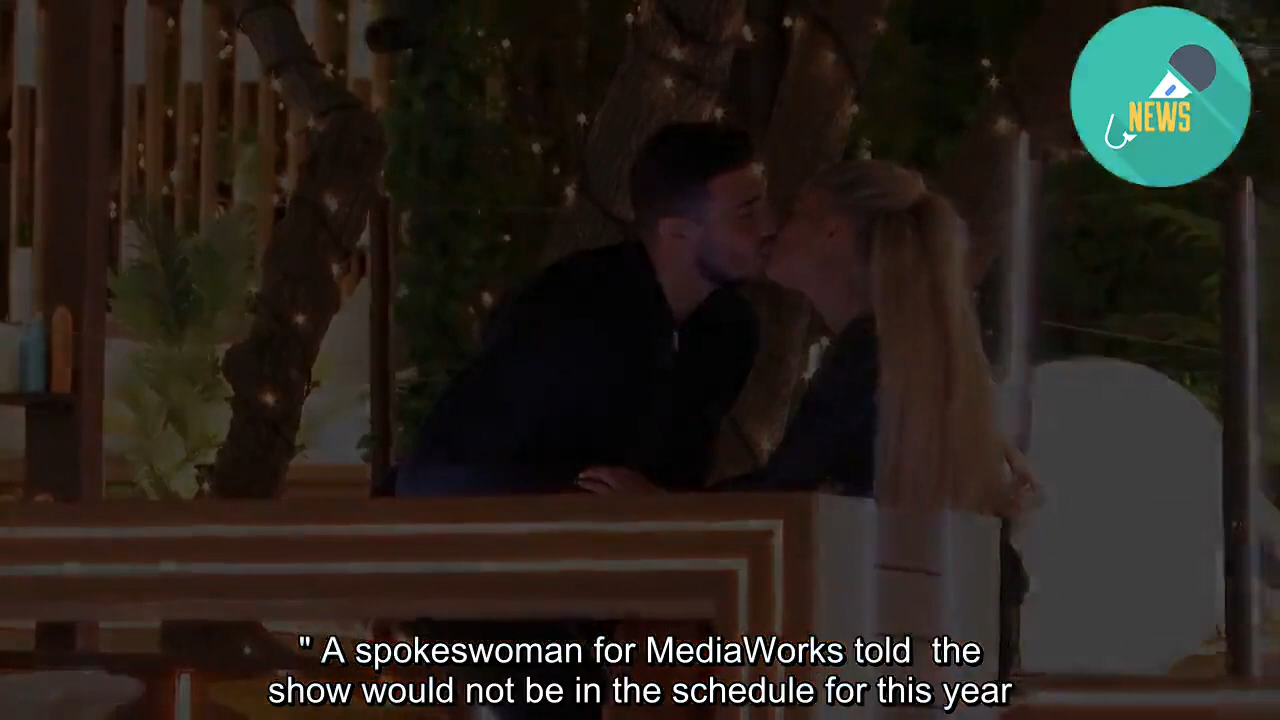 NEWS
" A spokeswoman for MediaWorks told  the
show would not be in the schedule for this year